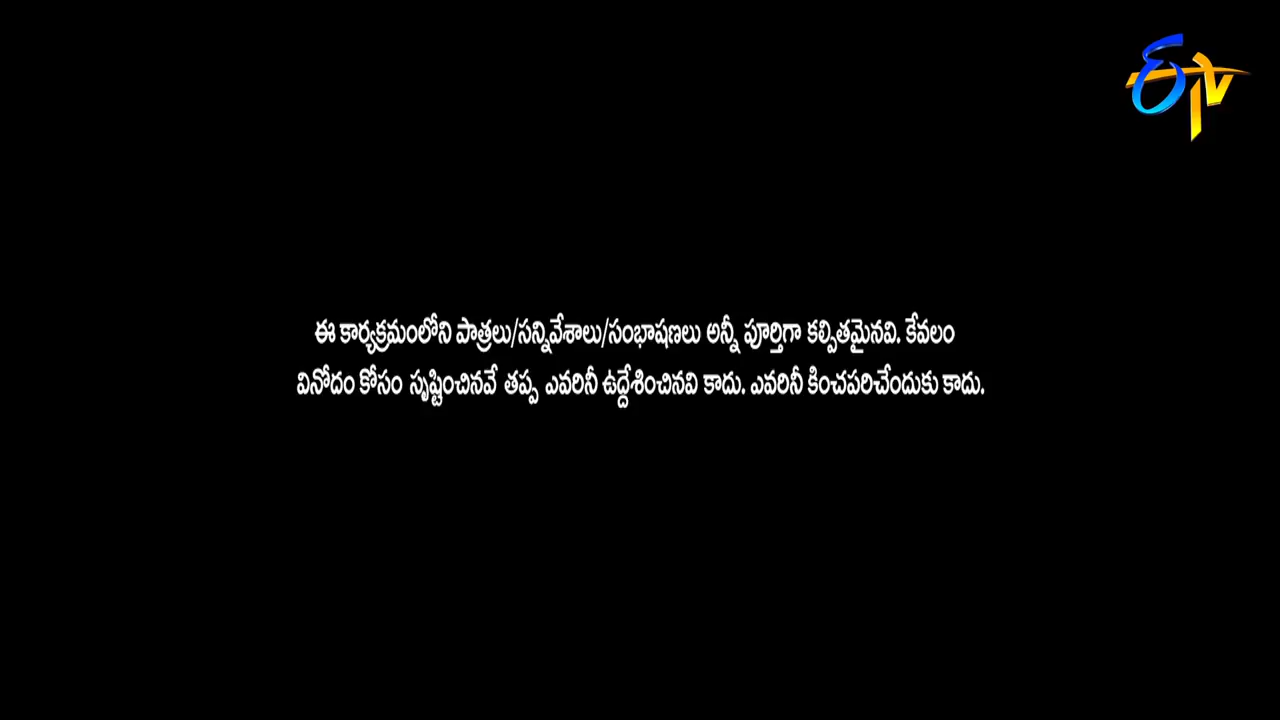 ఈ టీవీ
ఈ కార్యక్రమంలోని పాత్రలు/సన్నివేశాలు/సంభాషణలు అన్నీ పూర్తిగా కల్పితమైనవి. కేవలం
వినోదం కోసం సృష్టించినవే తప్ప ఎవరినీ ఉద్దేశించినవి కాదు. ఎవరినీ కించపరిచేందుకు కాదు.